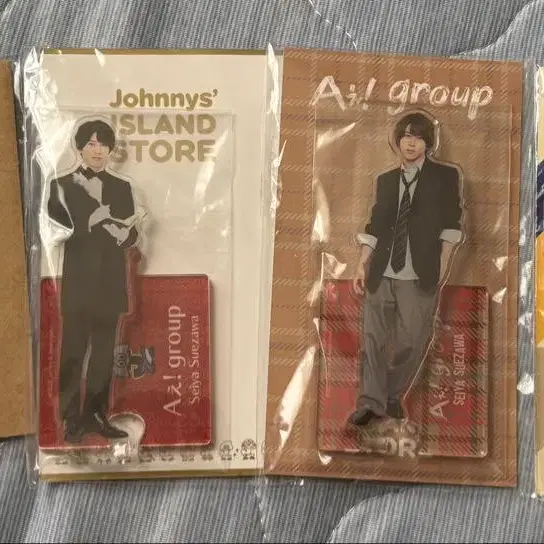 Johnnys'
ISLAND
STORE
Aぇ! group
Seiya Suezawa
Aぇ! group
Aぇ! group
SEIYA SUEZAWA